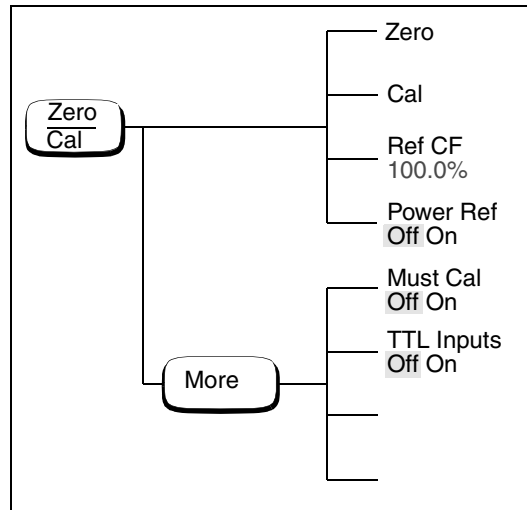 Zero
Cal
Zero
Cal
Ref CF
100.0%
Power Ref
Off On
More
Must Cal
Off On
TTL Inputs
Off On